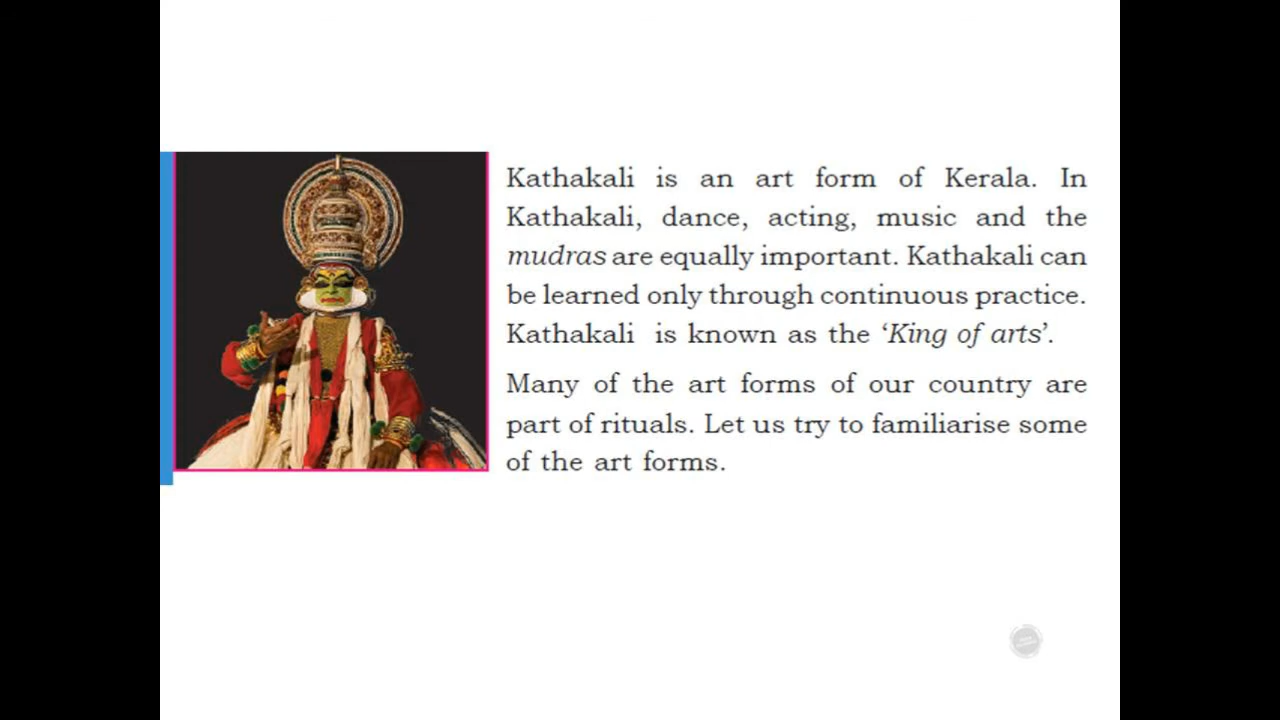 Kathakali is an art form of Kerala. In
Kathakali, dance, acting, music and the
mudras are equally important. Kathakali can
be learned only through continuous practice.
Kathakali is known as the ‘King of arts’.
Many of the art forms of our country are
part of rituals. Let us try to familiarise some
of the art forms.